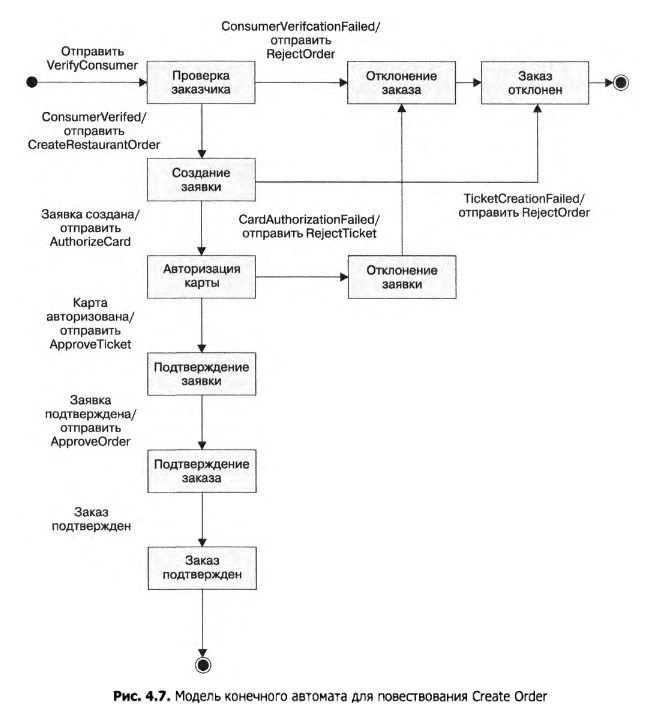 ConsumerVerifcationFailed/
отправить
RejectOrder
Отправить
VerifyConsumer
Проверка
заказчика
Отклонение
заказа
Заказ
отклонен
ConsumerVerifed/
отправить
CreateRestaurantOrder
Создание
заявки
TicketCreationFailed/
отправить RejectOrder
Заявка создана/
отправить
AuthorizeCard
CardAuthorizationFailed/
отправить RejectTicket
Авторизация
карты
Отклонение
заявки
Карта
авторизована/
отправить
ApproveTicket
Подтверждение
заявки
Заявка
подтверждена/
отправить
ApproveOrder
Подтверждение
заказа
Заказ
подтвержден
Заказ
подтвержден
Рис. 4.7. Модель конечного автомата для повествования Create Order